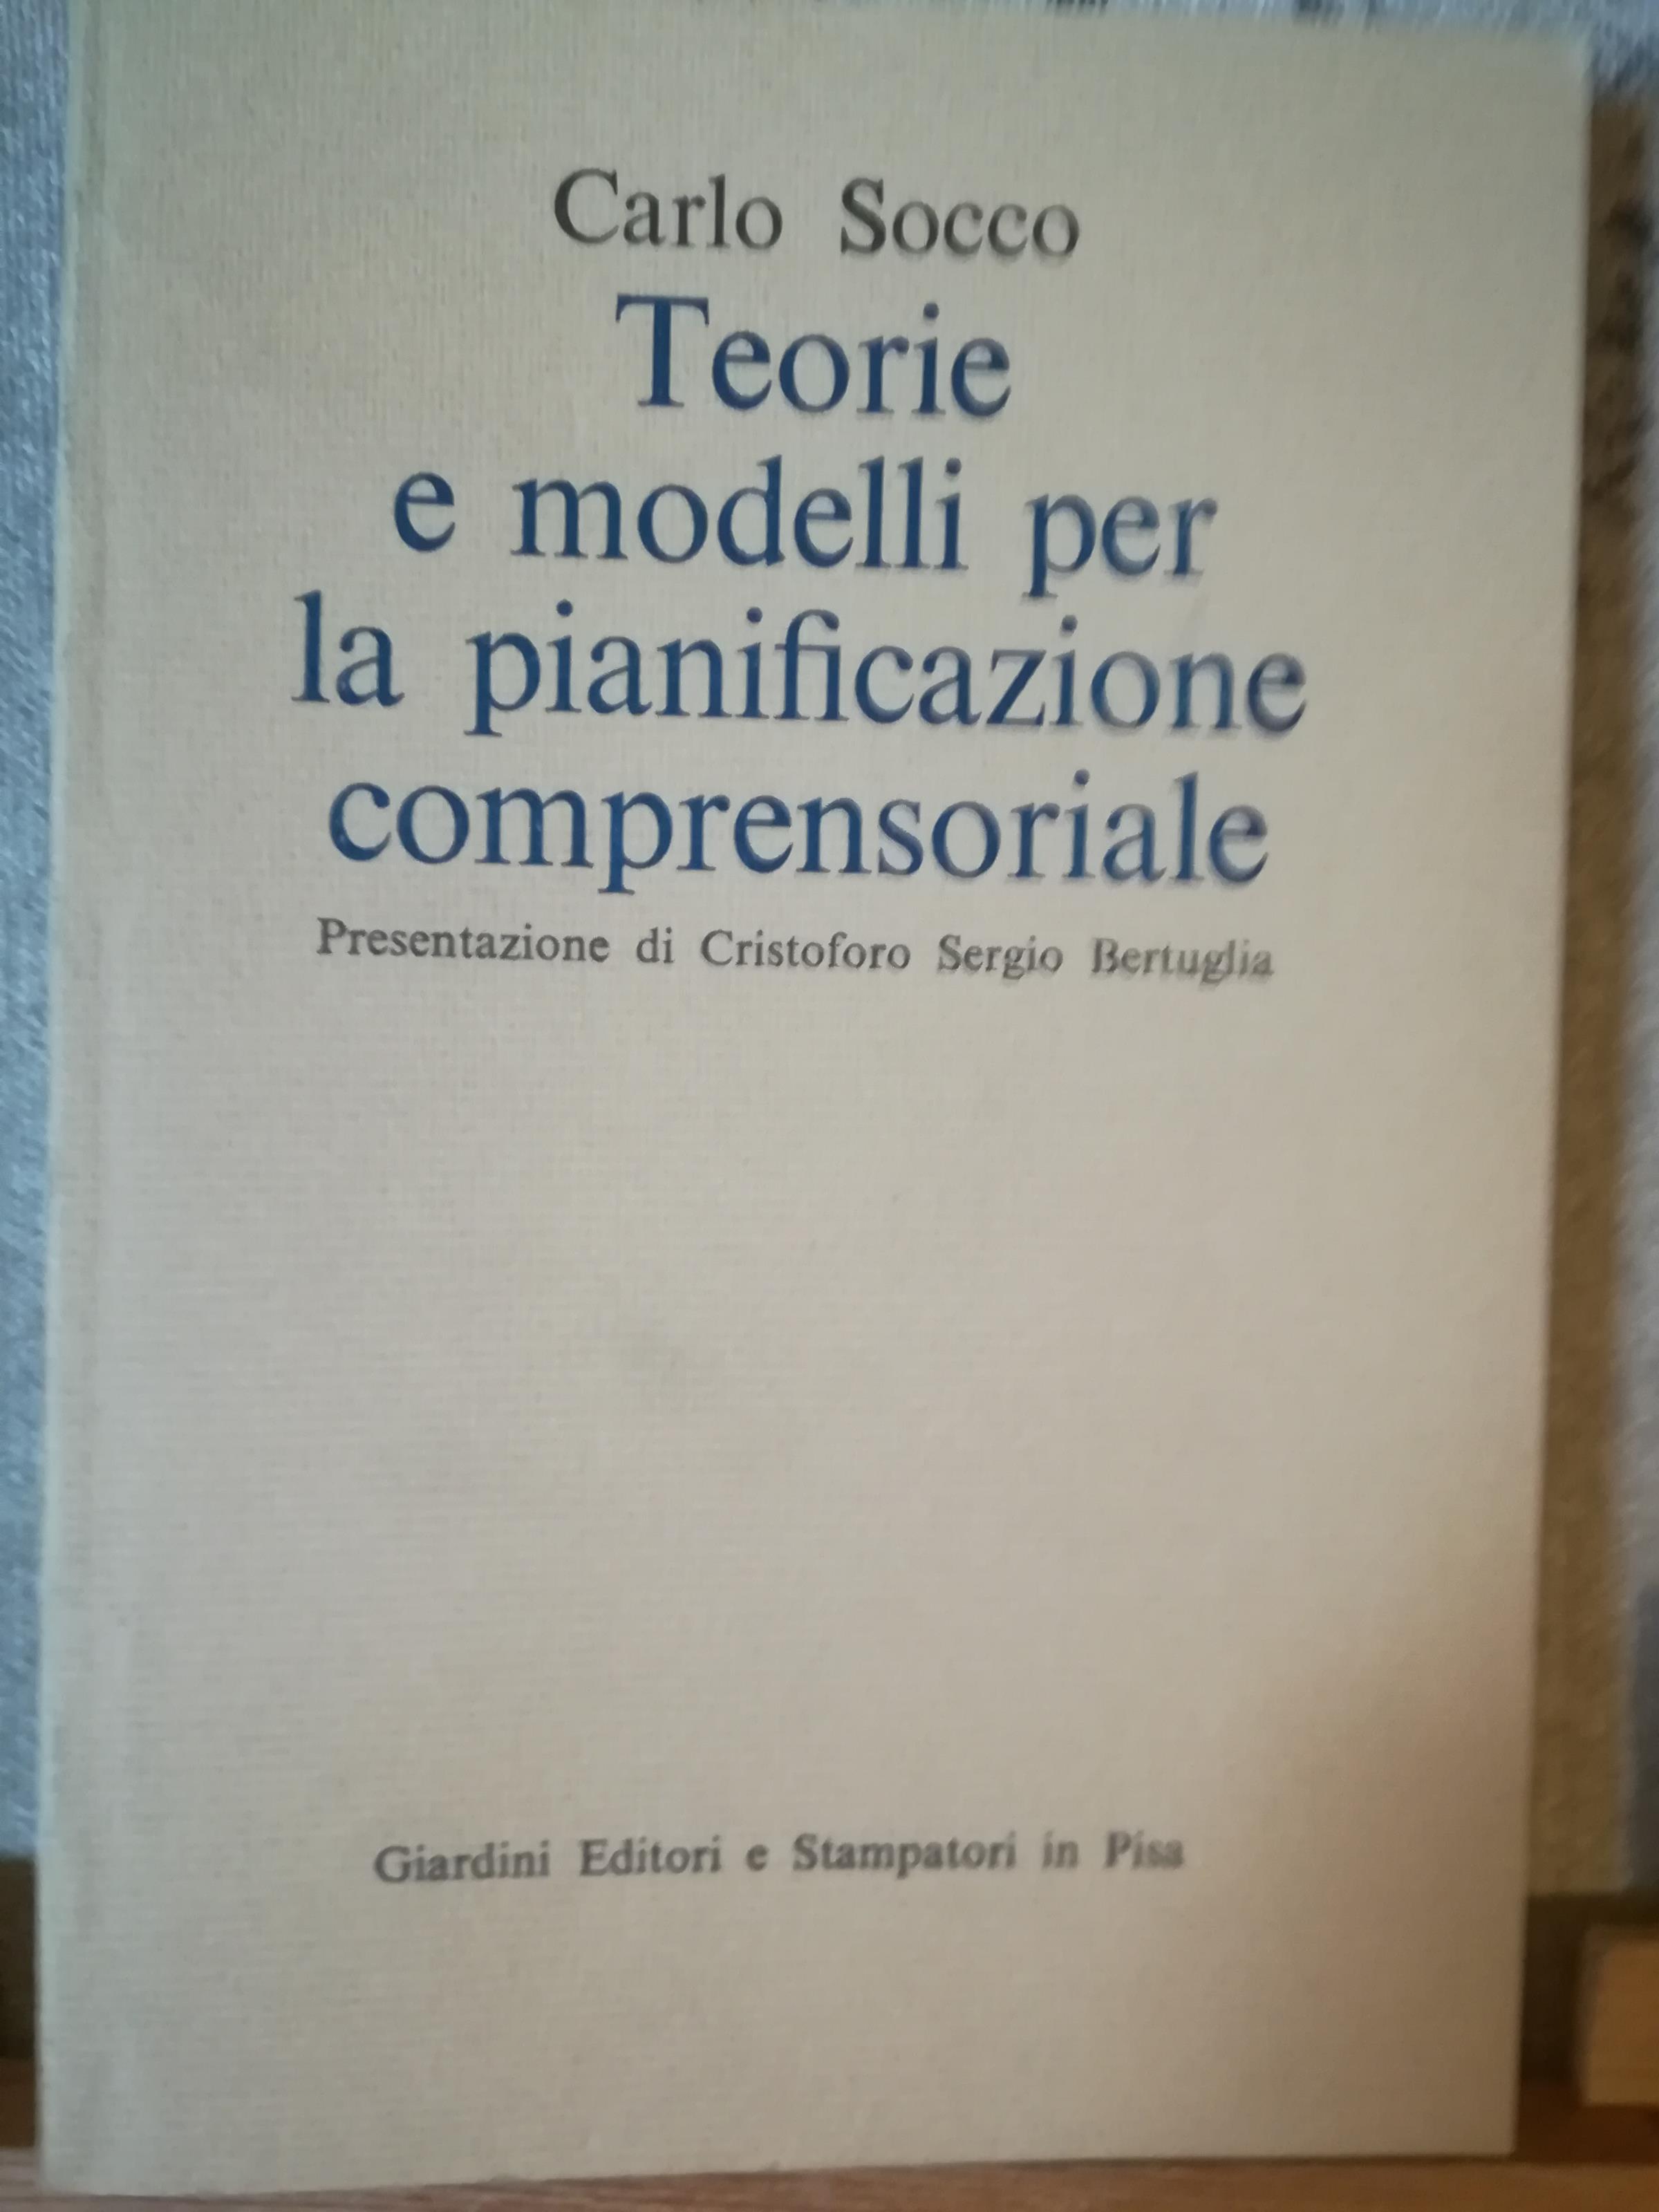 Carlo Socco
Teorie
e modelli per
la pianificazione
comprensoriale
Presentazione di Cristoforo Sergio Bertuglia
Giardini Editori e Stampatori in Pisa